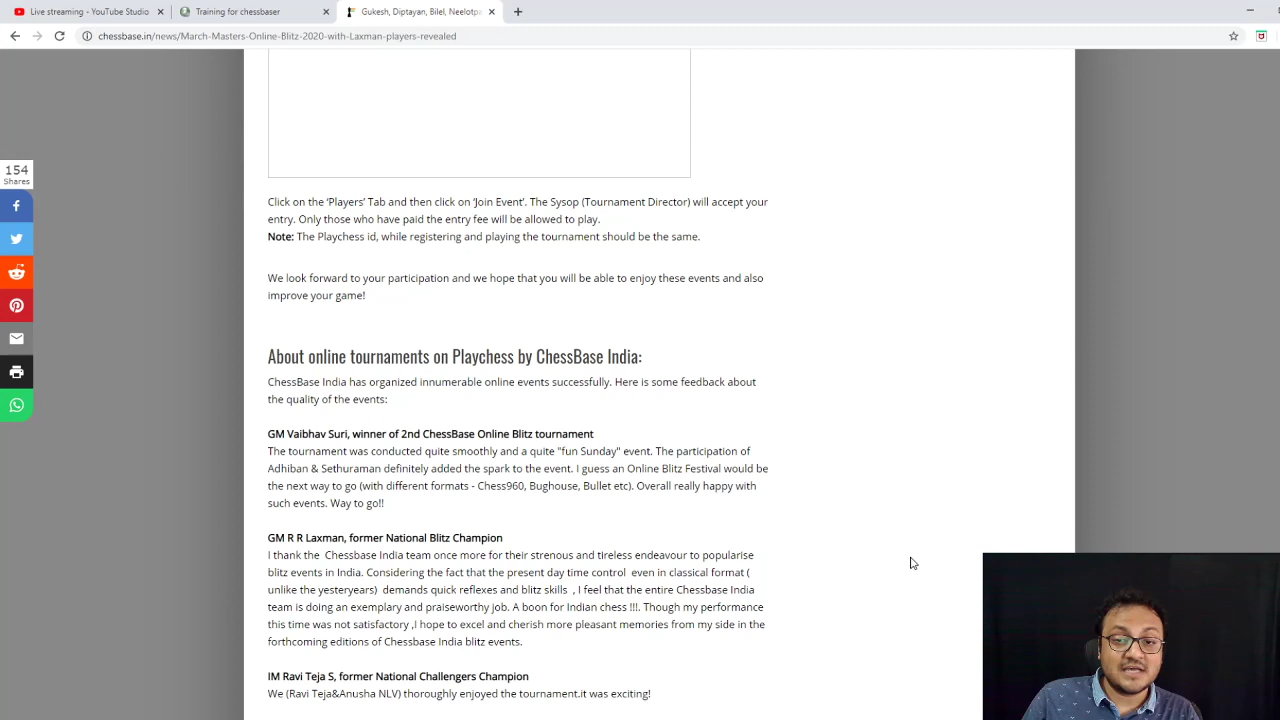 Live streaming - YouTube Studio
Training for chessbaser
Gukesh, Diptayan, Bilel, Neelotpa
chessbase.in/news/March-Masters-Online-Blitz-2020-with-Laxman-players-revealed
154
Shares
Click on the ‘Players’ Tab and then click on ‘Join Event’. The Sysop (Tournament Director) will accept your
entry. Only those who have paid the entry fee will be allowed to play.
Note: The Playchess id, while registering and playing the tournament should be the same.
We look forward to your participation and we hope that you will be able to enjoy these events and also
improve your game!
About online tournaments on Playchess by ChessBase India:
ChessBase India has organized innumerable online events successfully. Here is some feedback about
the quality of the events:
GM Vaibhav Suri, winner of 2nd ChessBase Online Blitz tournament
The tournament was conducted quite smoothly and a quite "fun Sunday" event. The participation of
Adhiban & Sethuraman definitely added the spark to the event. I guess an Online Blitz Festival would be
the next way to go (with different formats - Chess960, Bughouse, Bullet etc). Overall really happy with
such events. Way to go!!
GM R R Laxman, former National Blitz Champion
I thank the  Chessbase India team once more for their strenous and tireless endeavour to popularise
blitz events in India. Considering the fact that the present day time control  even in classical format (
unlike the yesteryears)  demands quick reflexes and blitz skills  , I feel that the entire Chessbase India
team is doing an exemplary and praiseworthy job. A boon for Indian chess !!!. Though my performance
this time was not satisfactory ,I hope to excel and cherish more pleasant memories from my side in the
forthcoming editions of Chessbase India blitz events.
IM Ravi Teja S, former National Challengers Champion
We (Ravi Teja&Anusha NLV) thoroughly enjoyed the tournament.it was exciting!